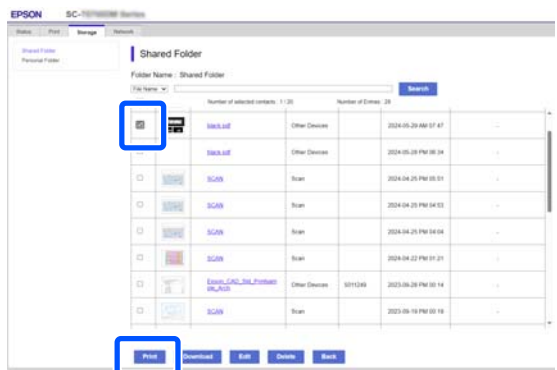 EPSON SC-
Status Print Storage Network
Shared Folder
Personal Folder
Shared Folder
Folder Name : Shared Folder
File Name Search
Number of selected contacts : 1 / 20 Number of Entries : 28
black.pdf Other Devices 2024-05-29 AM 07:47 -
black.pdf Other Devices 2024-05-28 PM 06:34 -
SCAN Scan 2024-04-25 PM 05:01 -
SCAN Scan 2024-04-25 PM 04:53 -
SCAN Scan 2024-04-25 PM 04:04 -
SCAN Scan 2024-04-22 PM 01:21 -
Other Devices 2023-09-28 PM 00:14 -
SCAN Scan 2023-09-19 PM 00:19 -
Print Download Edit Delete Back